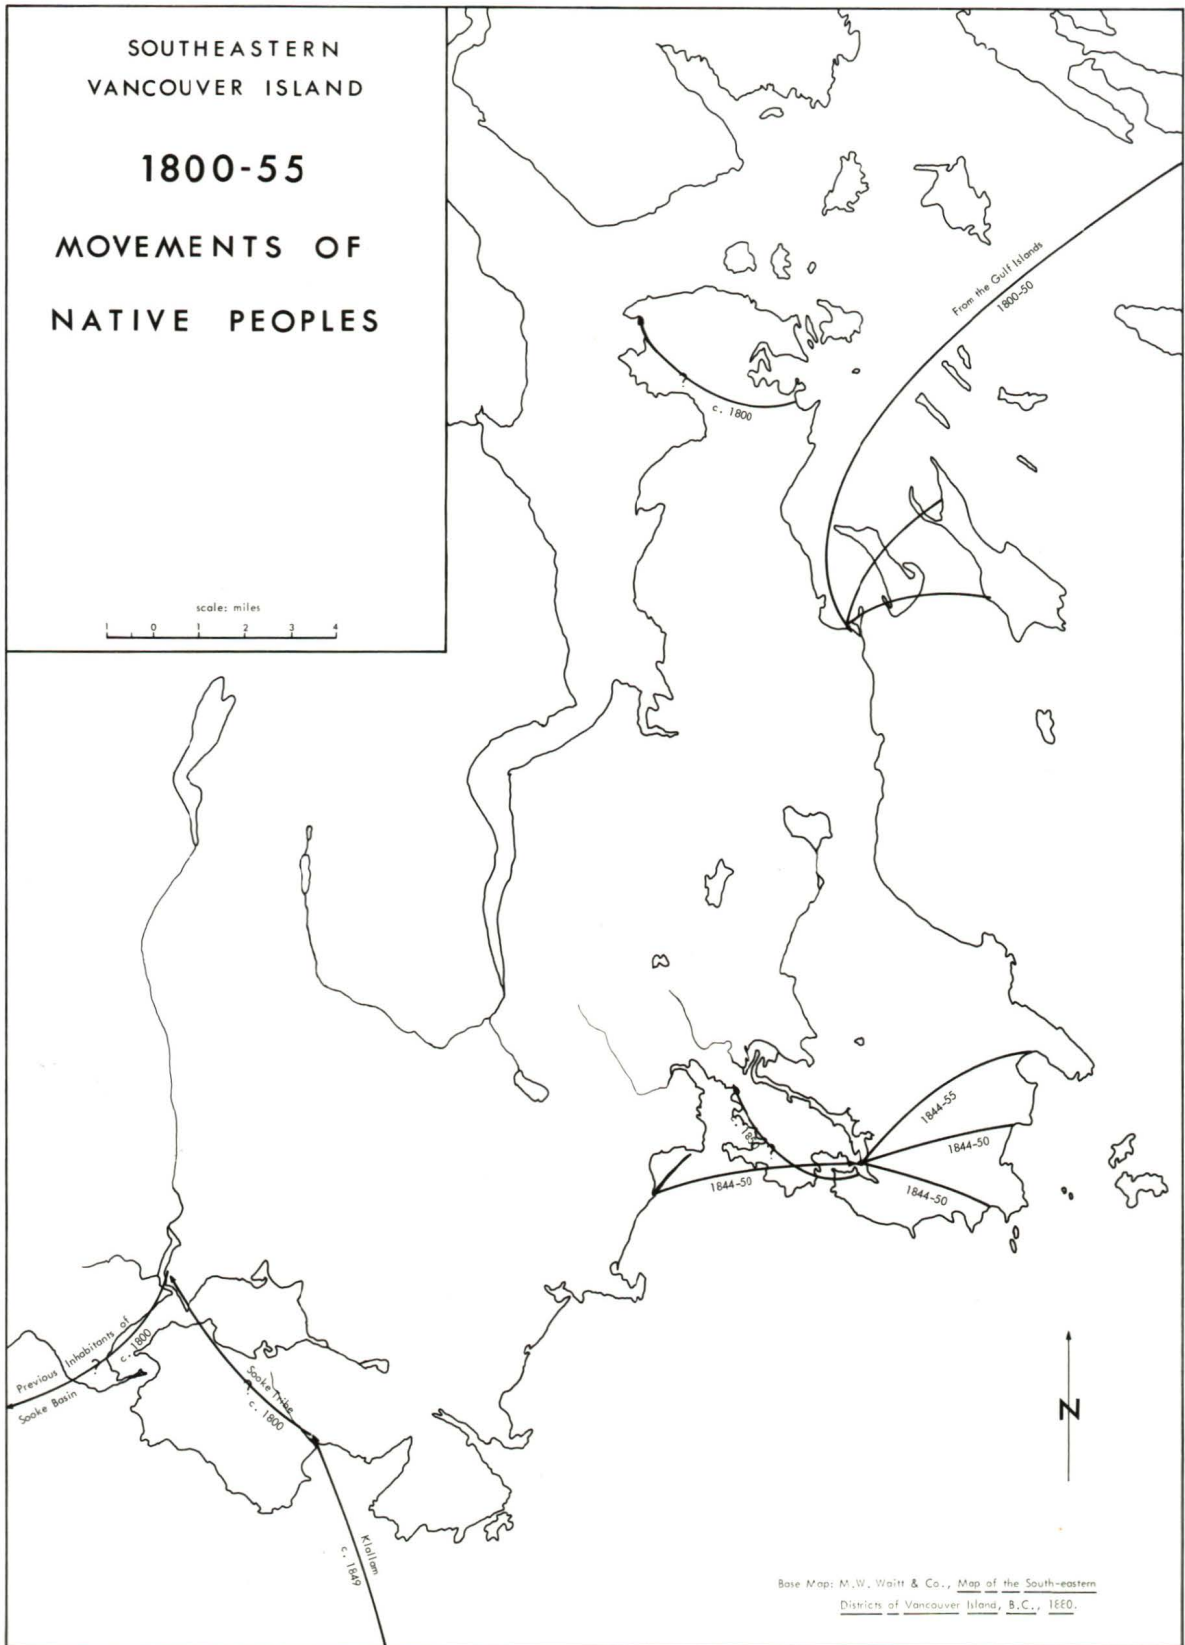 SOUTHEASTERN
VANCOUVER ISLAND
1800-55
MOVEMENTS OF
NATIVE PEOPLES
scale: miles
1 0 1 2 3 4
From the Gulf Islands
1800-50
?
c. 1800
1844-55
1844-50
1844-50
1844-50
c.
?
Previous Inhabitants of
Sooke Basin
?
c. 1800
Sooke Tribe
?
c. 1800
Klallam
c. 1849
N
Base Map: M.W. Waitt & Co., Map of the South-eastern
Districts of Vancouver Island, B.C., 1880.